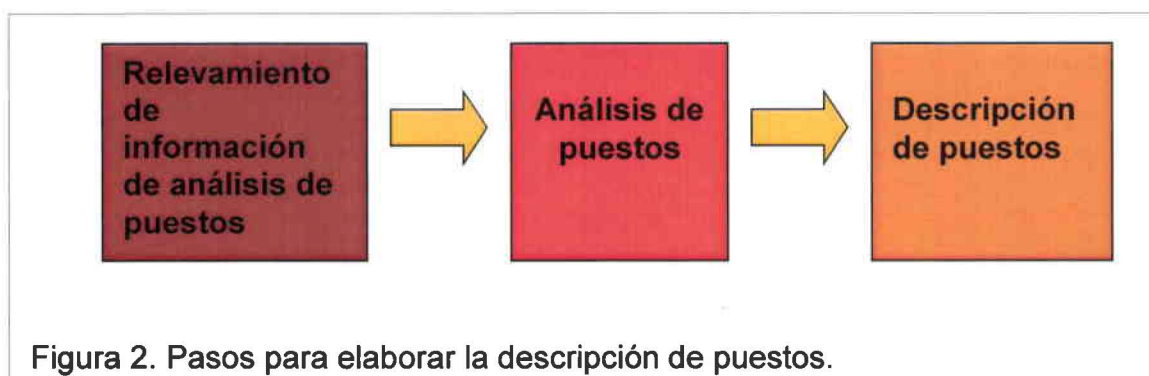 Relevamiento
de
información
de análisis de
puestos
Análisis de
puestos
Descripción
de puestos
Figura 2. Pasos para elaborar la descripción de puestos.